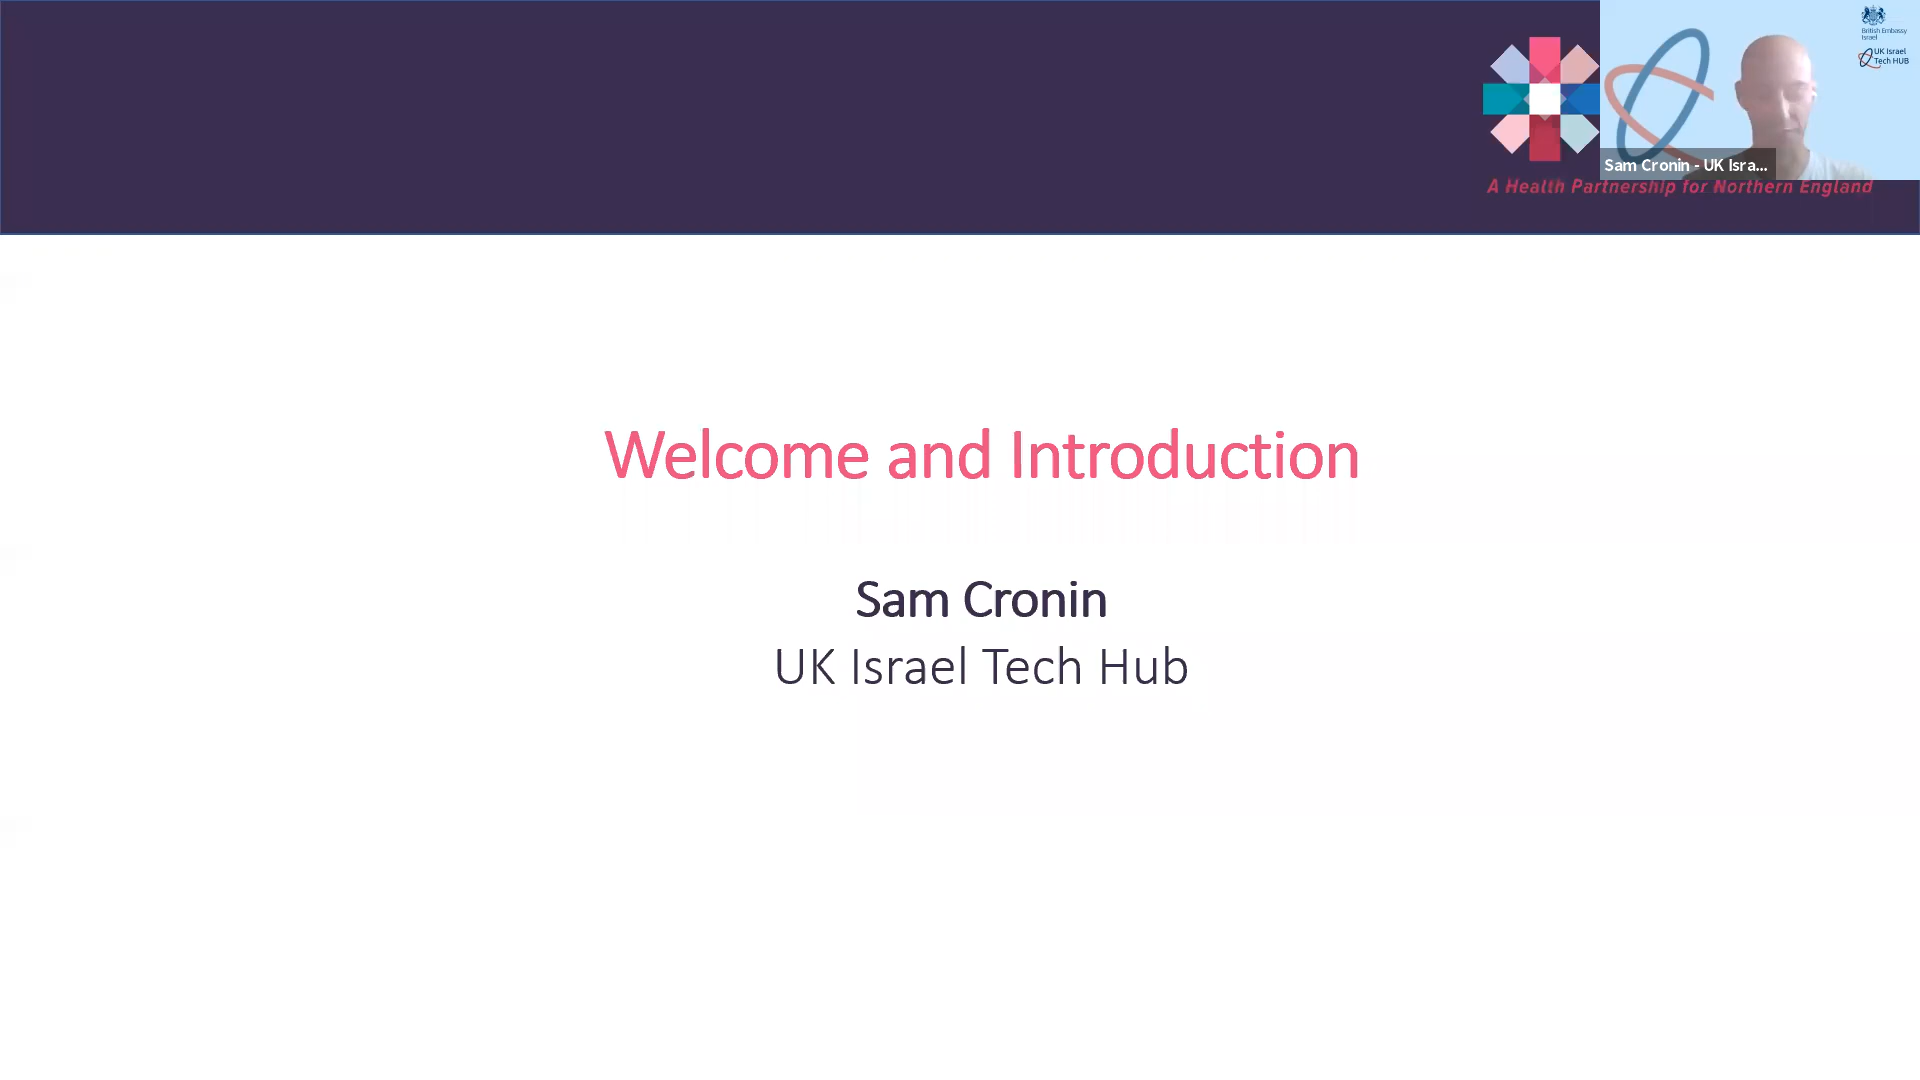 British Embassy
Israel
UK Israel
Tech HUB
Sam Cronin - UK Isra...
A Health Partnership for Northern England
Welcome and Introduction
Sam Cronin
UK Israel Tech Hub